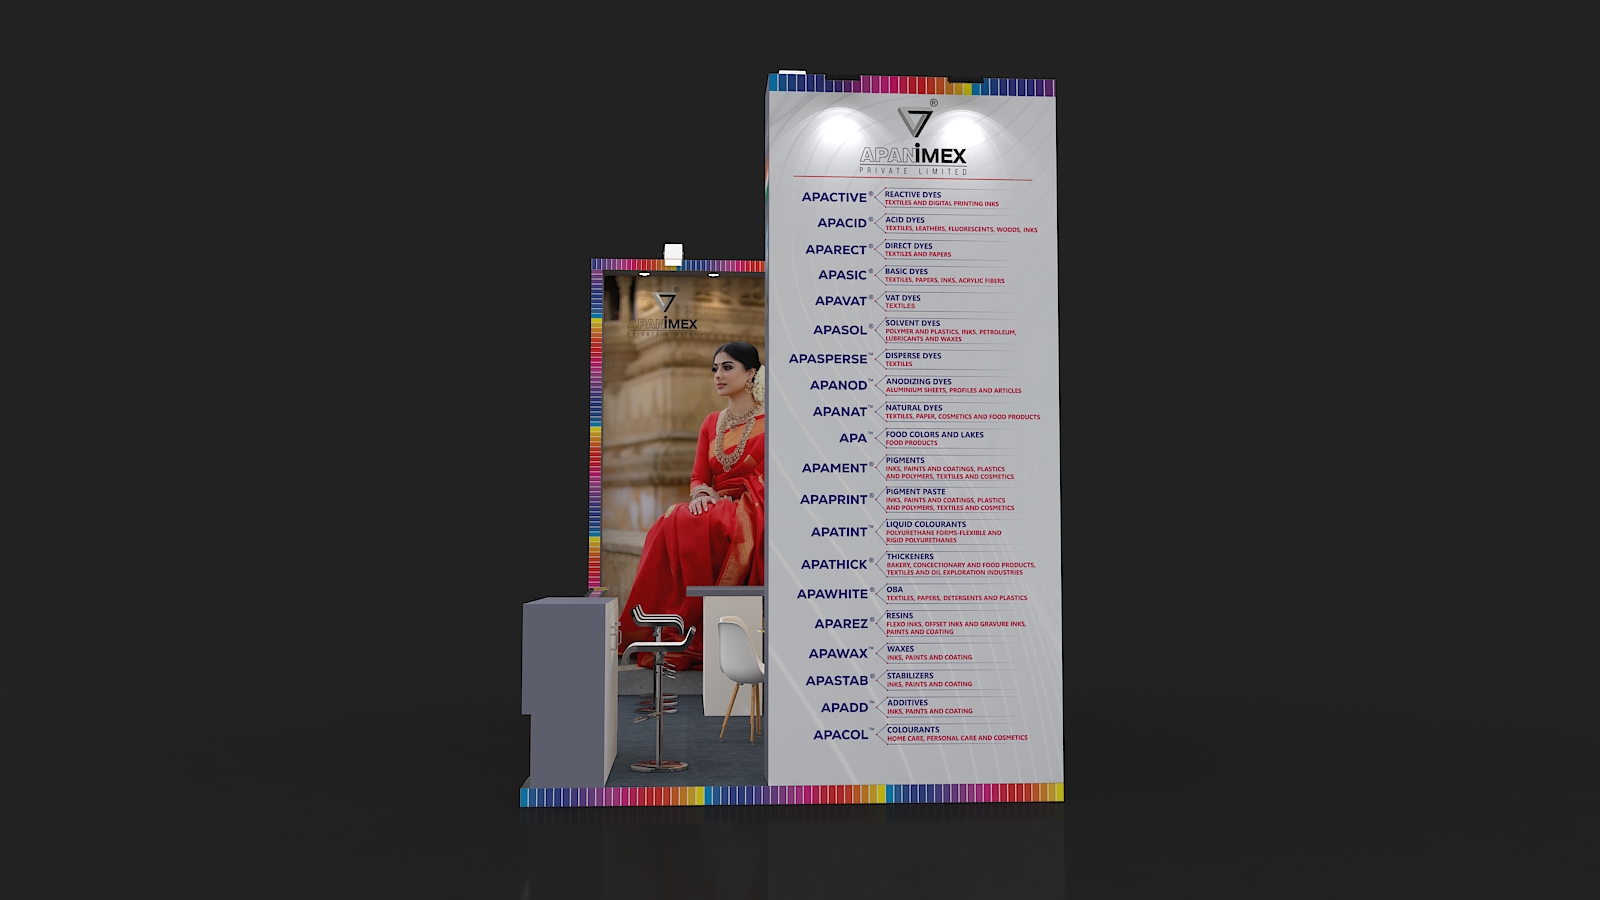 ®
APANIMEX
PRIVATE LIMITED
APACTIVE®
REACTIVE DYES
TEXTILES AND DIGITAL PRINTING INKS
APACID®
ACID DYES
TEXTILES, LEATHERS, FLUORESCENTS, WOODS, INKS
APARECT®
DIRECT DYES
TEXTILES AND PAPERS
APASIC®
BASIC DYES
TEXTILES, PAPERS, INKS, ACRYLIC FIBERS
APAVAT®
VAT DYES
TEXTILES
APASOL®
SOLVENT DYES
POLYMER AND PLASTICS, INKS, PETROLEUM,
LUBRICANTS AND WAXES
APASPERSE™
DISPERSE DYES
TEXTILES
APANOD™
ANODIZING DYES
ALUMINIUM SHEETS, PROFILES AND ARTICLES
APANAT™
NATURAL DYES
TEXTILES, PAPER, COSMETICS AND FOOD PRODUCTS
APA™
FOOD COLORS AND LAKES
FOOD PRODUCTS
APAMENT®
PIGMENTS
INKS, PAINTS AND COATINGS, PLASTICS
AND POLYMERS, TEXTILES AND COSMETICS
APAPRINT®
PIGMENT PASTE
INKS, PAINTS AND COATINGS, PLASTICS
AND POLYMERS, TEXTILES AND COSMETICS
APATINT™
LIQUID COLOURANTS
POLYURETHANE FORMS-FLEXIBLE AND
RIGID POLYURETHANES
APATHICK®
THICKENERS
BAKERY, CONCECTIONARY AND FOOD PRODUCTS,
TEXTILES AND OIL EXPLORATION INDUSTRIES
APAWHITE®
OBA
TEXTILES, PAPERS, DETERGENTS AND PLASTICS
APAREZ®
RESINS
FLEXO INKS, OFFSET INKS AND GRAVURE INKS,
PAINTS AND COATING
APAWAX™
WAXES
INKS, PAINTS AND COATING
APASTAB®
STABILIZERS
INKS, PAINTS AND COATING
APADD™
ADDITIVES
INKS, PAINTS AND COATING
APACOL™
COLOURANTS
HOME CARE, PERSONAL CARE AND COSMETICS
APANIMEX
PRIVATE LIMITED